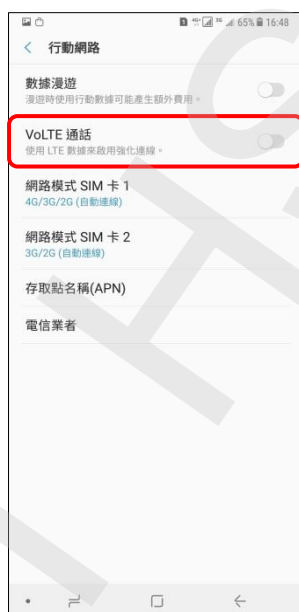 65% 16:48
行動網路
數據漫遊
漫遊時使用行動數據可能產生額外費用。
VoLTE 通話
使用 LTE 數據來啟用強化連線。
網路模式 SIM 卡 1
4G/3G/2G (自動連線)
網路模式 SIM 卡 2
3G/2G (自動連線)
存取點名稱(APN)
電信業者